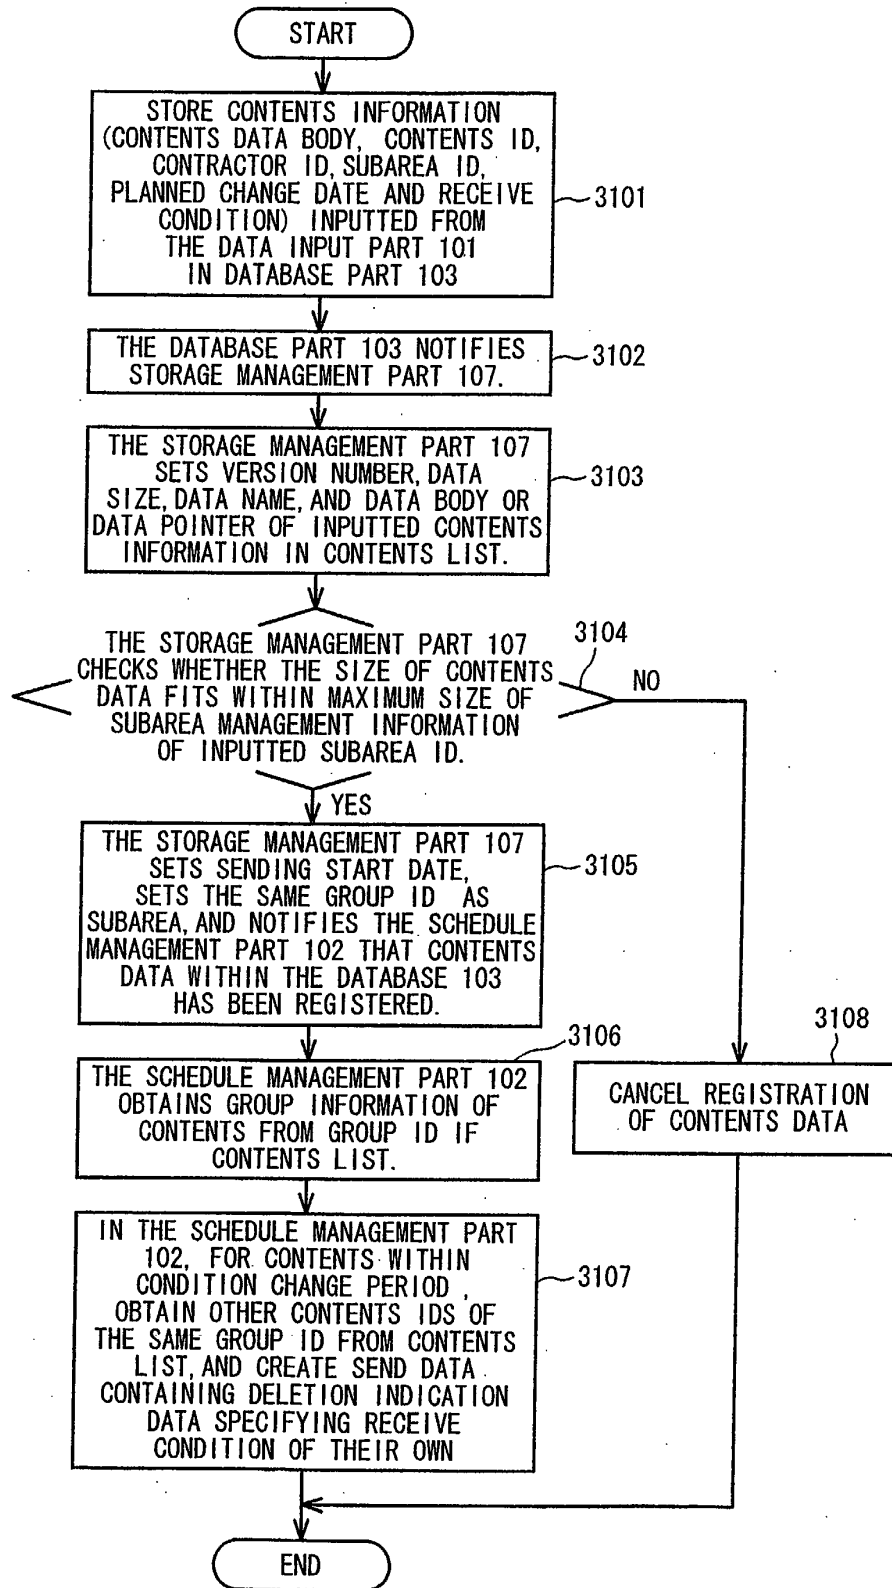 START
STORE CONTENTS INFORMATION
(CONTENTS DATA BODY, CONTENTS ID,
CONTRACTOR ID, SUBAREA ID,
PLANNED CHANGE DATE AND RECEIVE
CONDITION) INPUTTED FROM
THE DATA INPUT PART 101
IN DATABASE PART 103
3101
THE DATABASE PART 103 NOTIFIES
STORAGE MANAGEMENT PART 107.
3102
THE STORAGE MANAGEMENT PART 107
SETS VERSION NUMBER, DATA
SIZE, DATA NAME, AND DATA BODY OR
DATA POINTER OF INPUTTED CONTENTS
INFORMATION IN CONTENTS LIST.
3103
THE STORAGE MANAGEMENT PART 107
CHECKS WHETHER THE SIZE OF CONTENTS
DATA FITS WITHIN MAXIMUM SIZE OF
SUBAREA MANAGEMENT INFORMATION
OF INPUTTED SUBAREA ID.
3104
NO
YES
THE STORAGE MANAGEMENT PART 107
SETS SENDING START DATE,
SETS THE SAME GROUP ID AS
SUBAREA, AND NOTIFIES THE SCHEDULE
MANAGEMENT PART 102 THAT CONTENTS
DATA WITHIN THE DATABASE 103
HAS BEEN REGISTERED.
3105
THE SCHEDULE MANAGEMENT PART 102
OBTAINS GROUP INFORMATION OF
CONTENTS FROM GROUP ID IF
CONTENTS LIST.
3106
3108
CANCEL REGISTRATION
OF CONTENTS DATA
IN THE SCHEDULE MANAGEMENT PART
102, FOR CONTENTS WITHIN
CONDITION CHANGE PERIOD ,
OBTAIN OTHER CONTENTS IDS OF
THE SAME GROUP ID FROM CONTENTS
LIST, AND CREATE SEND DATA
CONTAINING DELETION INDICATION
DATA SPECIFYING RECEIVE
CONDITION OF THEIR OWN
3107
END